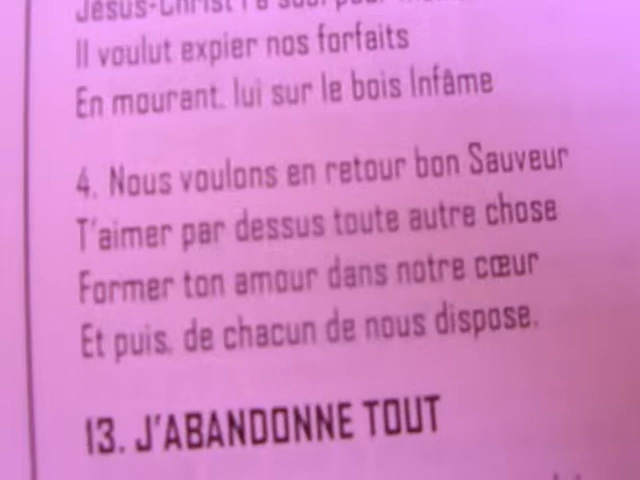 Jésus-Christ l'a
Il voulut expier nos forfaits
En mourant, lui sur le bois Infâme
4. Nous voulons en retour bon Sauveur
T'aimer par dessus toute autre chose
Former ton amour dans notre cœur
Et puis, de chacun de nous dispose.
13. J'ABANDONNE TOUT